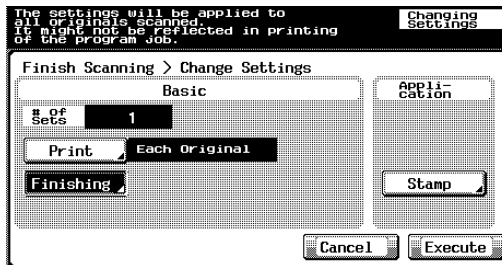 The settings will be applied to
all originals scanned.
It might not be reflected in printing
of the program job.
Changing
Settings
Finish Scanning > Change Settings
Basic
Appli-
cation
# Of
Sets
1
Print
Each Original
Finishing
Stamp
Cancel
Execute